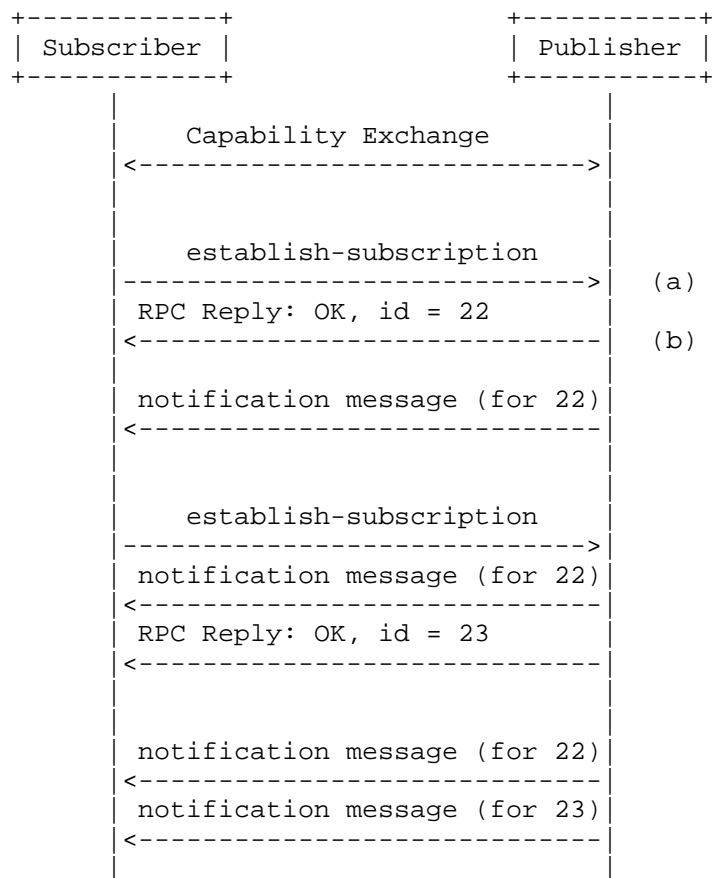 Subscriber Publisher
Capability Exchange
establish-subscription
(a)
RPC Reply: OK, id = 22
(b)
notification message (for 22)
establish-subscription
notification message (for 22)
RPC Reply: OK, id = 23
notification message (for 22)
notification message (for 23)